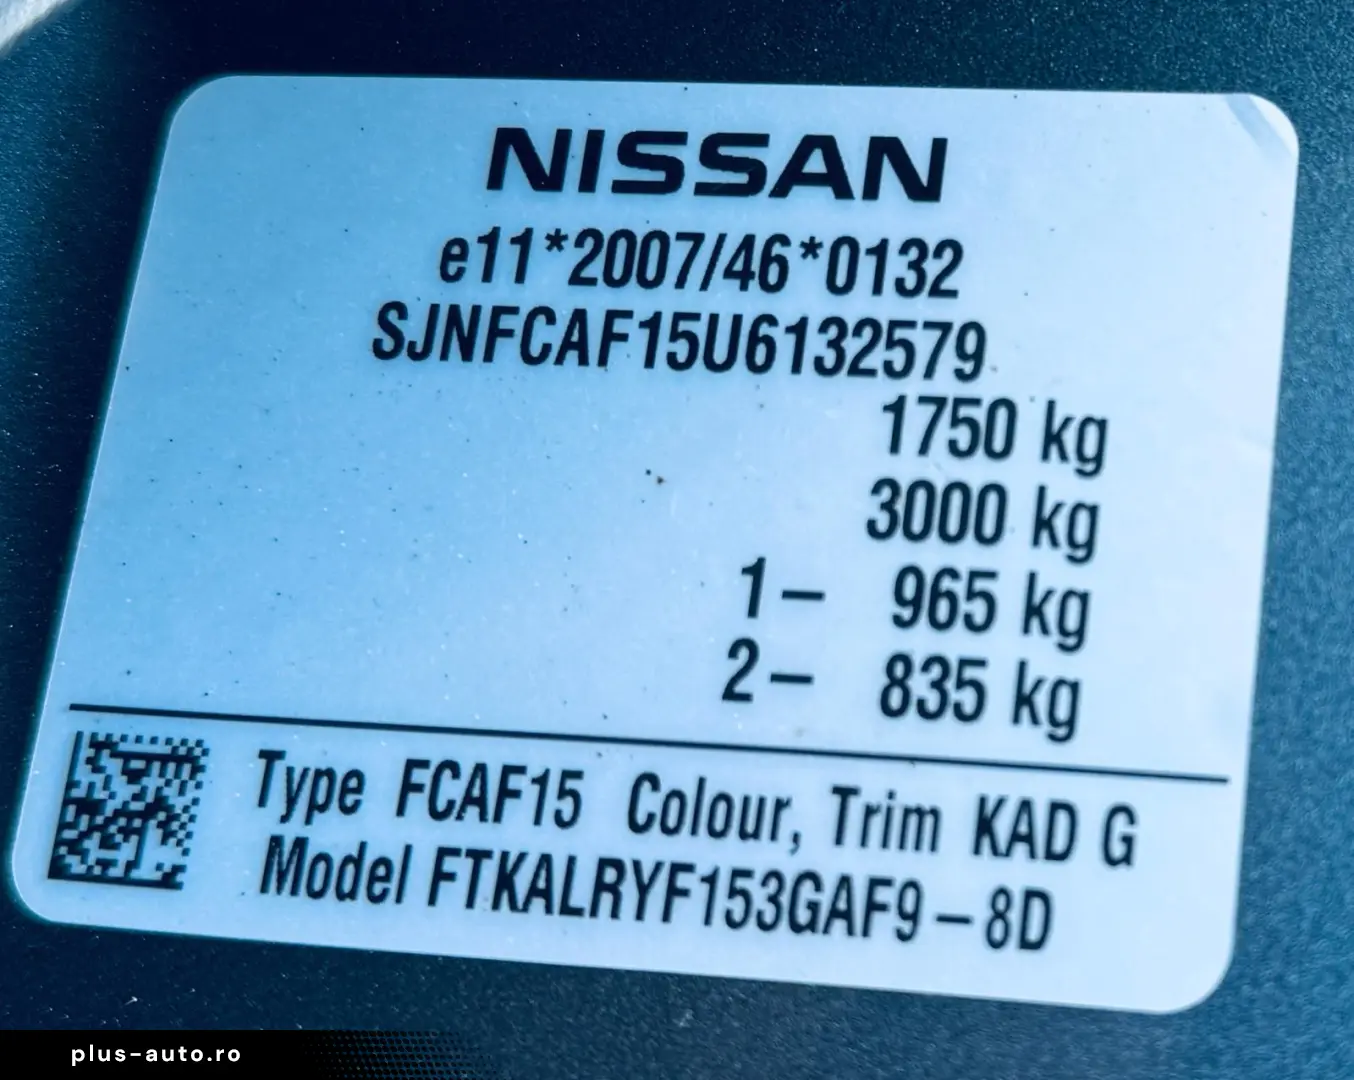 NISSAN
e11*2007/46*0132
SJNFCAF15U6132579
1750 kg
3000 kg
1– 965 kg
2– 835 kg
Type FCAF15 Colour, Trim KAD G
Model FTKALRYF153GAF9–8D
plus-auto.ro